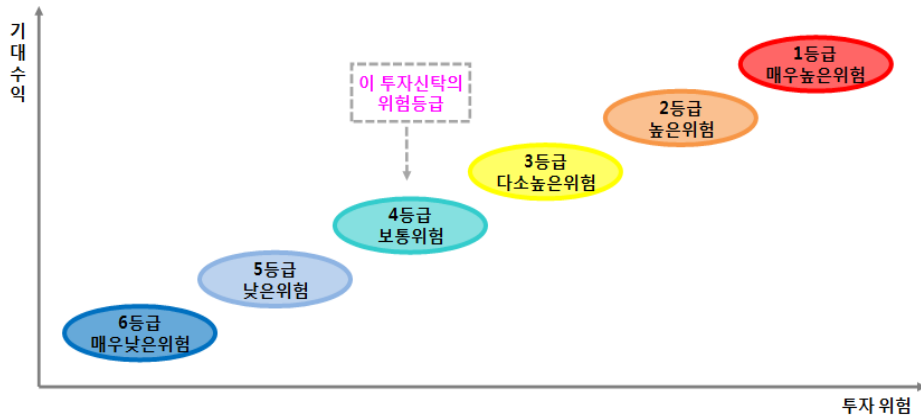 기
대
수
익
1등급
매우높은위험
이 투자신탁의
위험등급
2등급
높은위험
3등급
다소높은위험
4등급
보통위험
5등급
낮은위험
6등급
매우낮은위험
투자 위험